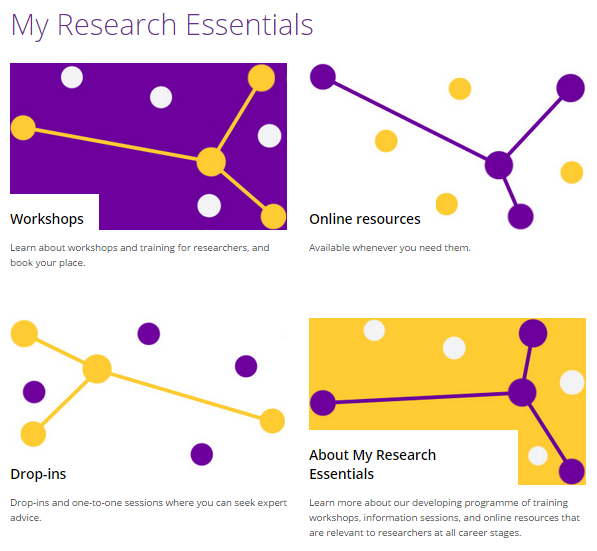 My Research Essentials
Workshops
Learn about workshops and training for researchers, and
book your place.
Online resources
Available whenever you need them.
Drop-ins
Drop-ins and one-to-one sessions where you can seek expert
advice.
About My Research
Essentials
Learn more about our developing programme of training
workshops, information sessions, and online resources that
are relevant to researchers at all career stages.